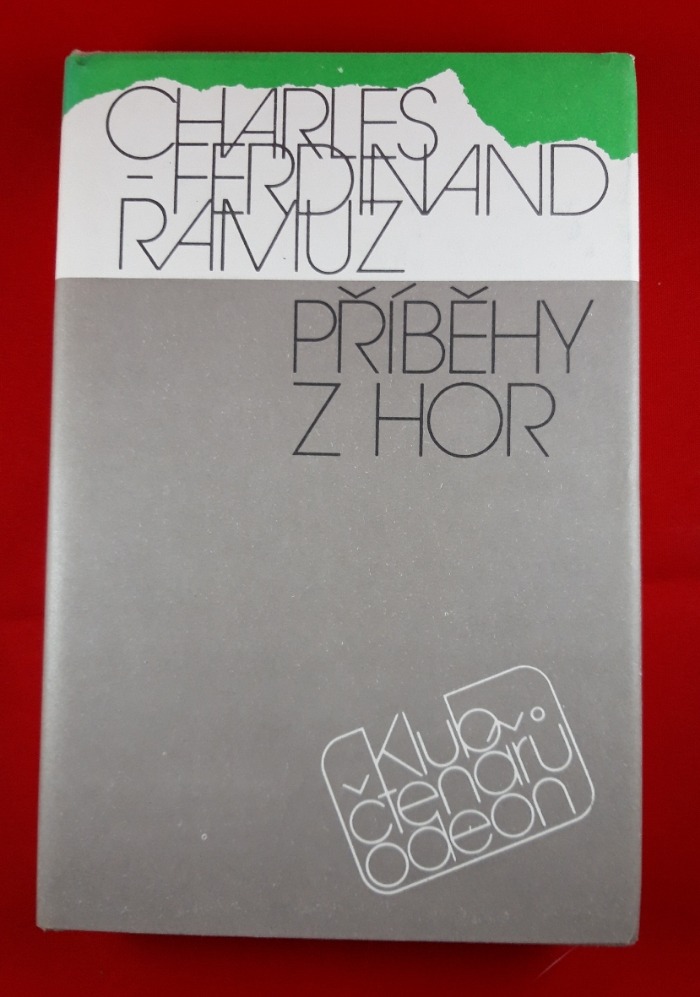 CHARLES
-FERDINAND
RAMUZ
PŘÍBĚHY
Z HOR
Klub
čtenářů
odeon